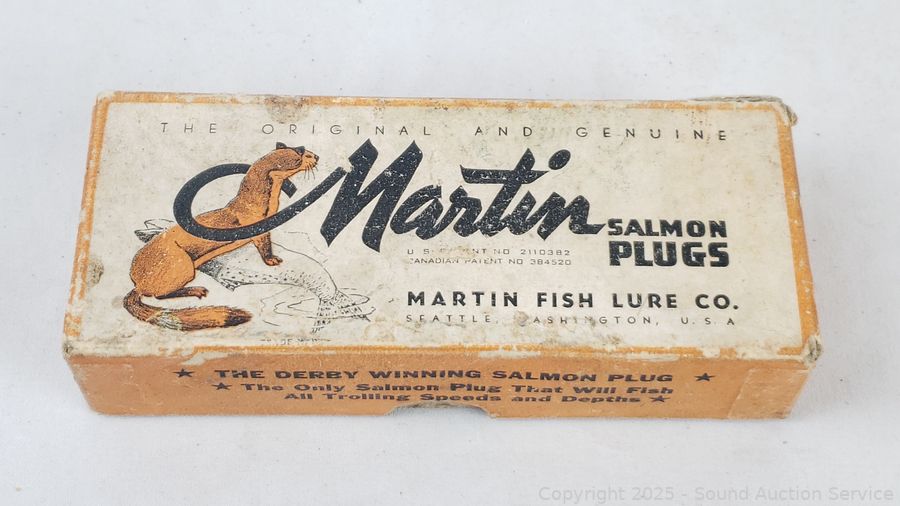 THE ORIGINAL AND GENUINE
Martin
SALMON
PLUGS
U.S. PATENT NO 2110382
CANADIAN PATENT NO 384520
MARTIN FISH LURE CO.
SEATTLE, WASHINGTON, U.S.A
★ THE DERBY WINNING SALMON PLUG ★
★ The Only Salmon Plug That Will Fish
All Trolling Speeds and Depths ★
Copyright 2025 - Sound Auction Service